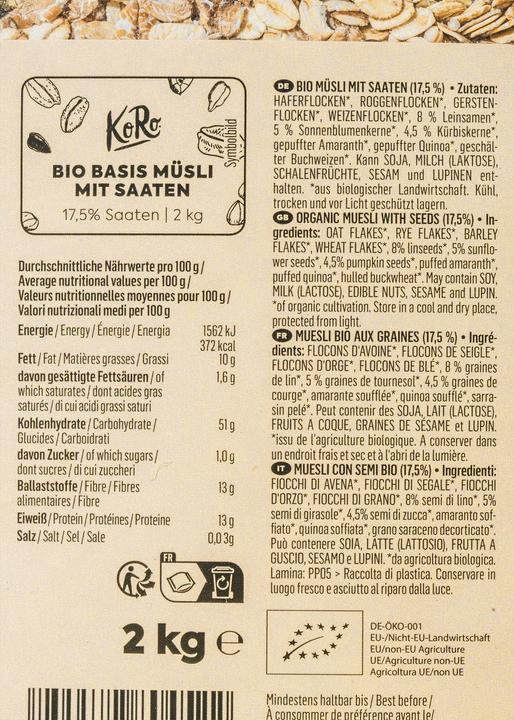 KoRo
Symbolbild
BIO BASIS MÜSLI
MIT SAATEN
17,5% Saaten | 2 kg
Durchschnittliche Nährwerte pro 100 g /
Average nutritional values per 100 g /
Valeurs nutritionnelles moyennes pour 100 g /
Valori nutrizionali medi per 100 g
Energie / Energy / Énergie / Energia 1562 kJ
372 kcal
Fett / Fat / Matières grasses / Grassi 10 g
davon gesättigte Fettsäuren / of 1,6 g
which saturates / dont acides gras
saturés / di cui acidi grassi saturi
Kohlenhydrate / Carbohydrate / 51 g
Glucides / Carboidrati
davon Zucker / of which sugars / 1,0 g
dont sucres / di cui zuccheri
Ballaststoffe / Fibre / Fibres 13 g
alimentaires / Fibre
Eiweiß / Protein / Protéines / Proteine 13 g
Salz / Salt / Sel / Sale 0,03g
FR
2 kg e
DE BIO MÜSLI MIT SAATEN (17,5 %) • Zutaten:
HAFERFLOCKEN*, ROGGENFLOCKEN*, GERSTEN-
FLOCKEN*, WEIZENFLOCKEN*, 8 % Leinsamen*,
5 % Sonnenblumenkerne*, 4,5 % Kürbiskerne*,
gepuffter Amaranth*, gepuffter Quinoa*, geschäl-
ter Buchweizen*. Kann SOJA, MILCH (LAKTOSE),
SCHALENFRÜCHTE, SESAM und LUPINEN ent-
halten. *aus biologischer Landwirtschaft. Kühl,
trocken und vor Licht geschützt lagern.
GB ORGANIC MUESLI WITH SEEDS (17,5%) • In-
gredients: OAT FLAKES*, RYE FLAKES*, BARLEY
FLAKES*, WHEAT FLAKES*, 8% linseeds*, 5% sunflo-
wer seeds*, 4,5% pumpkin seeds*, puffed amaranth*,
puffed quinoa*, hulled buckwheat*. May contain SOY,
MILK (LACTOSE), EDIBLE NUTS, SESAME and LUPIN.
*of organic cultivation. Store in a cool and dry place,
protected from light.
FR MUESLI BIO AUX GRAINES (17,5 %) • Ingré-
dients: FLOCONS D'AVOINE*, FLOCONS DE SEIGLE*,
FLOCONS D'ORGE*, FLOCONS DE BLÉ*, 8 % graines
de lin*, 5 % graines de tournesol*, 4,5 % graines de
courge*, amarante soufflée*, quinoa soufflé*, sarra-
sin pelé*. Peut contenir des SOJA, LAIT (LACTOSE),
FRUITS A COQUE, GRAINES DE SÉSAME et LUPIN.
*issu de l'agriculture biologique. A conserver dans
un endroit frais et sec et à l'abri de la lumière.
IT MUESLI CON SEMI BIO (17,5%) • Ingredienti:
FIOCCHI DI AVENA*, FIOCCHI DI SEGALE*, FIOCCHI
D'ORZO*, FIOCCHI DI GRANO*, 8% semi di lino*, 5%
semi di girasole*, 4,5% semi di zucca*, amaranto sof-
fiato*, quinoa soffiata*, grano saraceno decorticato*.
Può contenere SOIA, LATTE (LATTOSIO), FRUTTA A
GUSCIO, SESAMO e LUPINI. *da agricoltura biologica.
Lamina: PP05 > Raccolta di plastica. Conservare in
luogo fresco e asciutto al riparo dalla luce.
DE-ÖKO-001
EU-/Nicht-EU-Landwirtschaft
EU/non-EU Agriculture
UE/Agriculture non-UE
Agricoltura UE/non UE
Mindestens haltbar bis / Best before /
À consommer de préférence avant le/